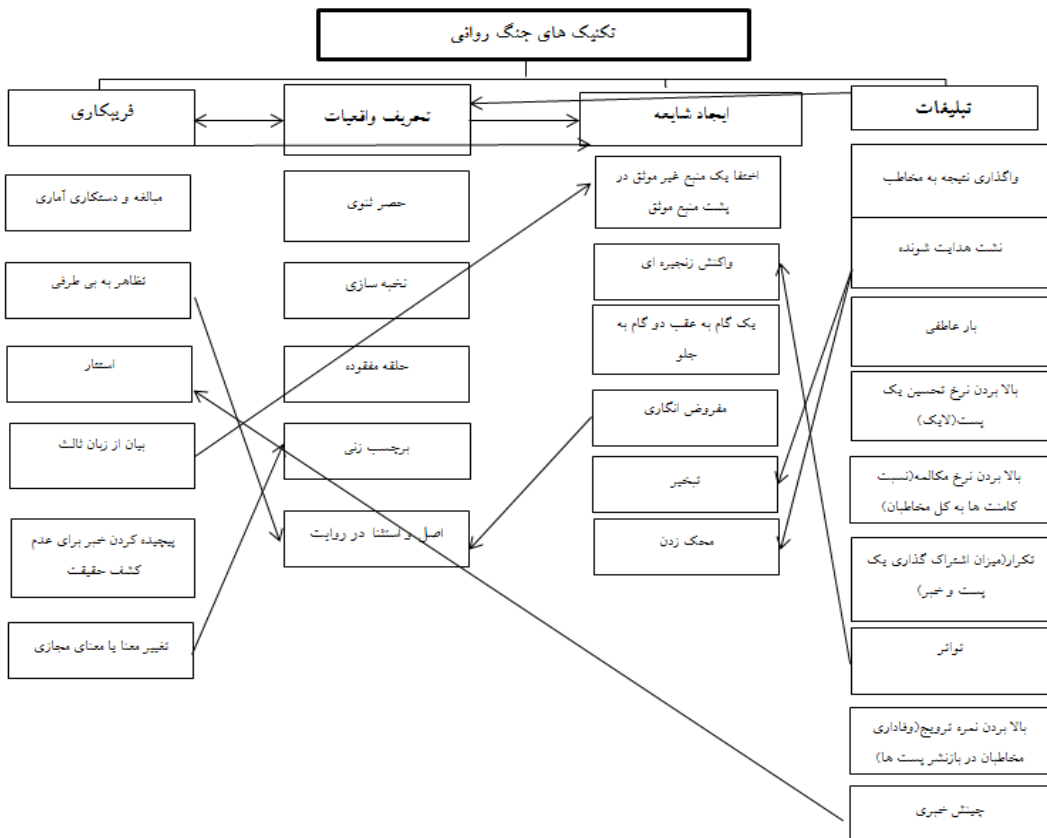 تکنیک های جنگ روانی
تبلیغات
ایجاد شایعه
تحریف واقعیات
فریبکاری
واگذاری نتیجه به مخاطب
نشت هدایت شونده
بار عاطفی
بالا بردن نرخ تحسین یک
پست(لایک)
بالا بردن نرخ مکالمه(نسبت
کامنت ها به کل مخاطبان)
تکرار(میزان اشتراک گذاری یک
پست و خبر)
تواتر
بالا بردن نمره ترویج(وفاداری
مخاطبان در بازنشر پست ها)
چینش خبری
اختفا یک منبع غیر موثق در
پشت منبع موثق
واکنش زنجیره ای
یک گام به عقب دو گام به
جلو
مفروض انگاری
تبخیر
محک زدن
حصر ثنوی
نخبه سازی
حلقه مفقوده
برچسب زنی
اصل و استثنا در روایت
مبالغه و دستکاری آماری
تظاهر به بی طرفی
استتار
بیان از زبان ثالث
پیچیده کردن خبر برای عدم
کشف حقیقت
تغییر معنا یا معنای مجازی